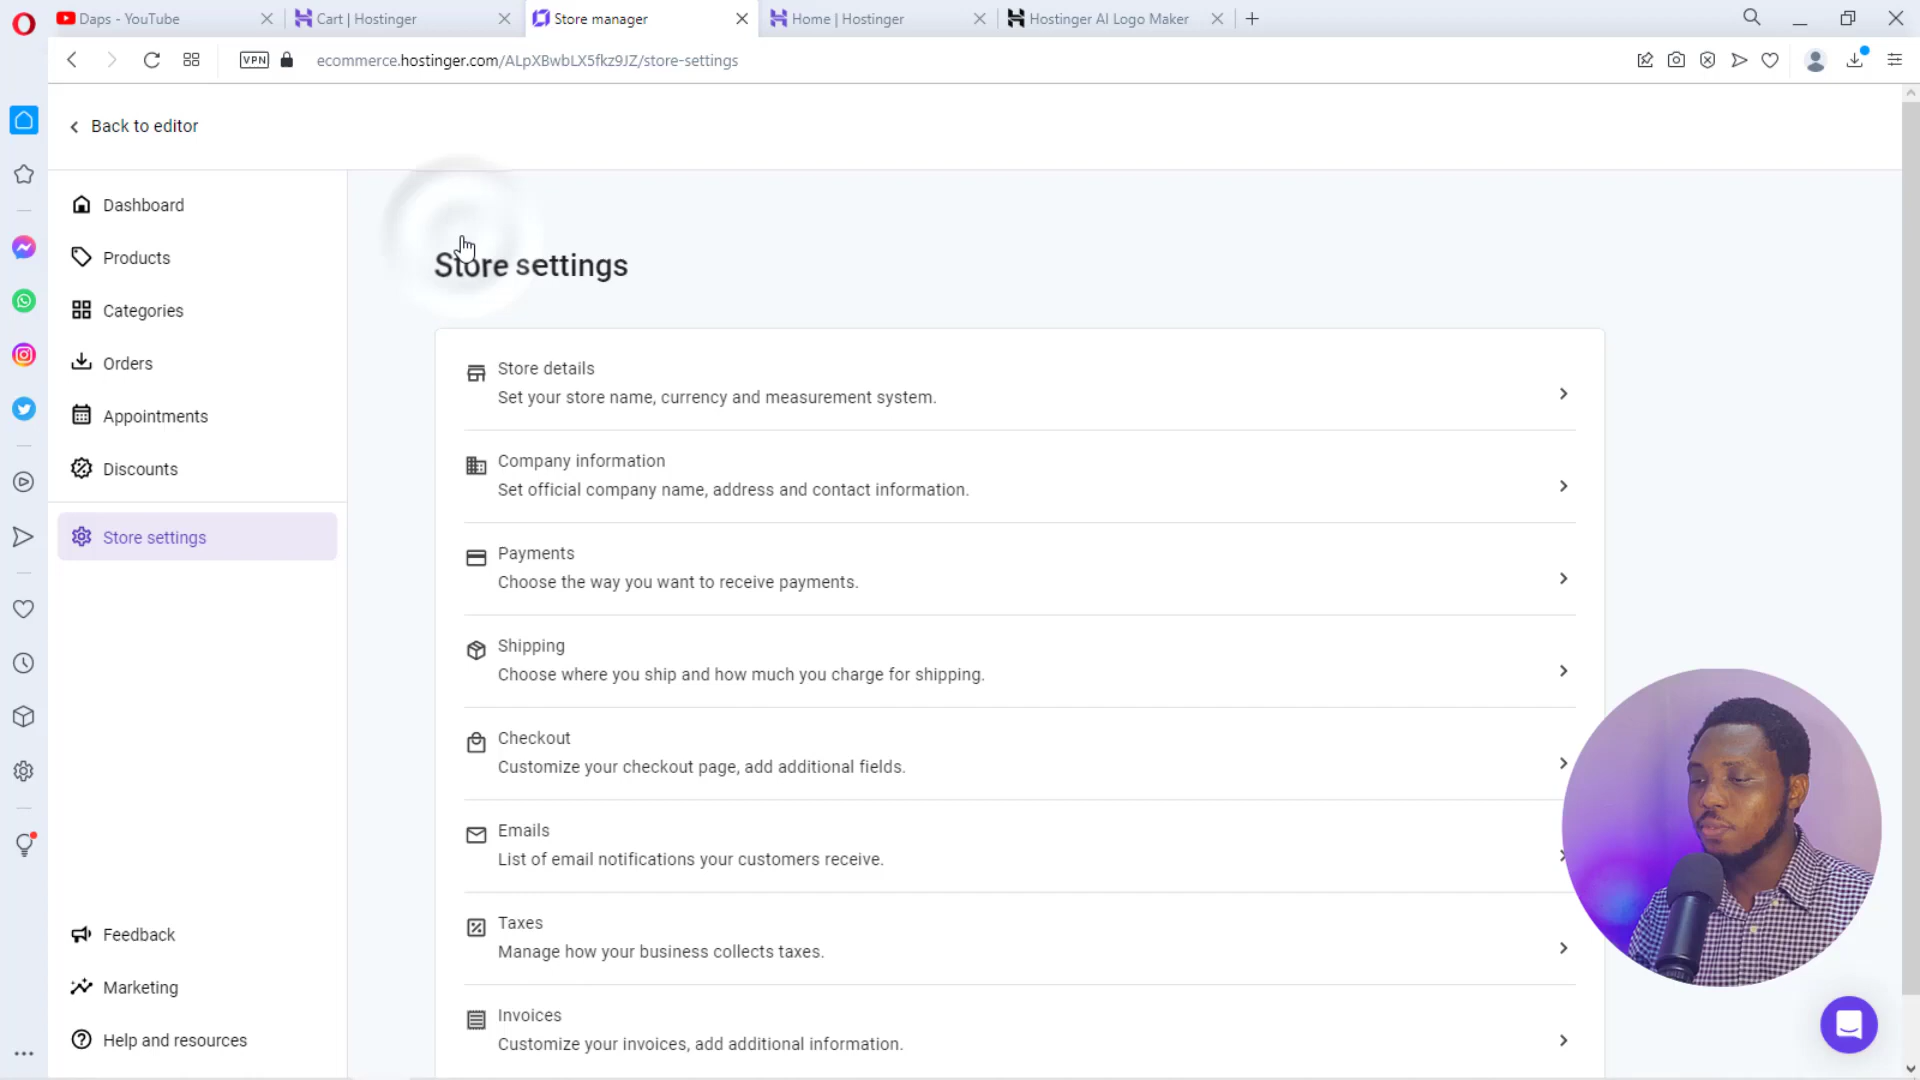 Daps - YouTube
Cart | Hostinger
Store manager
Home | Hostinger
Hostinger AI Logo Maker
VPN
ecommerce.hostinger.com/ALpXBwbLX5fkz9JZ/store-settings
Back to editor
Dashboard
Products
Categories
Orders
Appointments
Discounts
Store settings
Feedback
Marketing
Help and resources
Store settings
Store details
Set your store name, currency and measurement system.
Company information
Set official company name, address and contact information.
Payments
Choose the way you want to receive payments.
Shipping
Choose where you ship and how much you charge for shipping.
Checkout
Customize your checkout page, add additional fields.
Emails
List of email notifications your customers receive.
Taxes
Manage how your business collects taxes.
Invoices
Customize your invoices, add additional information.